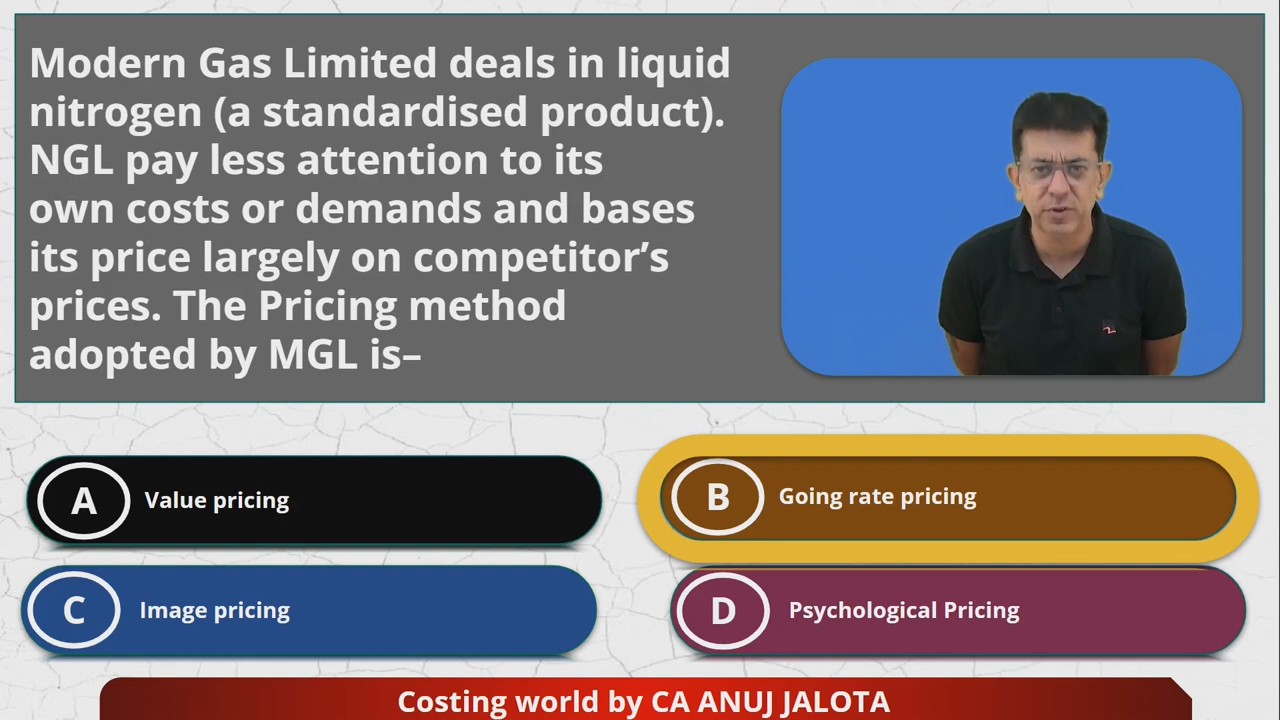 Modern Gas Limited deals in liquid
nitrogen (a standardised product).
NGL pay less attention to its
own costs or demands and bases
its price largely on competitor’s
prices. The Pricing method
adopted by MGL is–
A Value pricing
B Going rate pricing
C Image pricing
D Psychological Pricing
Costing world by CA ANUJ JALOTA